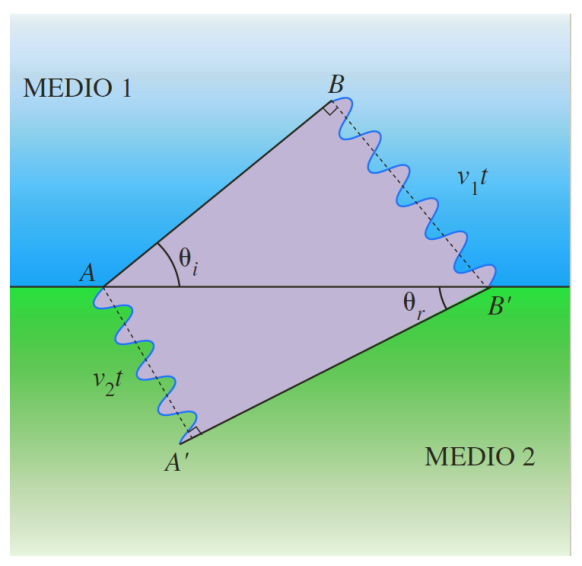 MEDIO 1
B
v₁t
θᵢ
A
θᵣ
B′
v₂t
A′
MEDIO 2